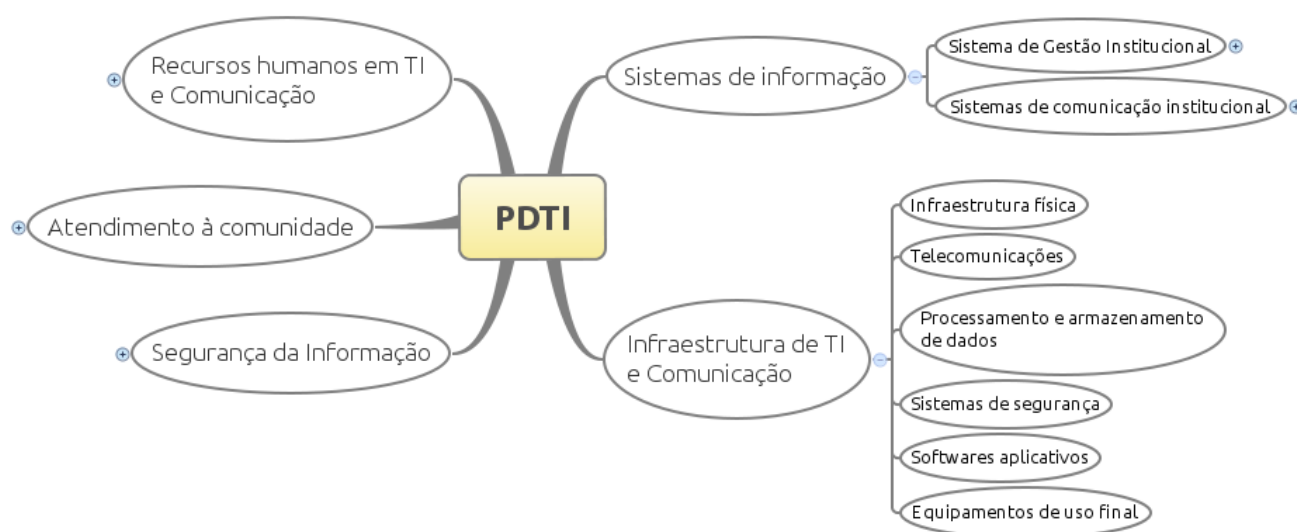 Recursos humanos em TI
e Comunicação
Atendimento à comunidade
Segurança da Informação
PDTI
Sistemas de informação
Sistema de Gestão Institucional
Sistemas de comunicação institucional
Infraestrutura de TI
e Comunicação
Infraestrutura física
Telecomunicações
Processamento e armazenamento
de dados
Sistemas de segurança
Softwares aplicativos
Equipamentos de uso final